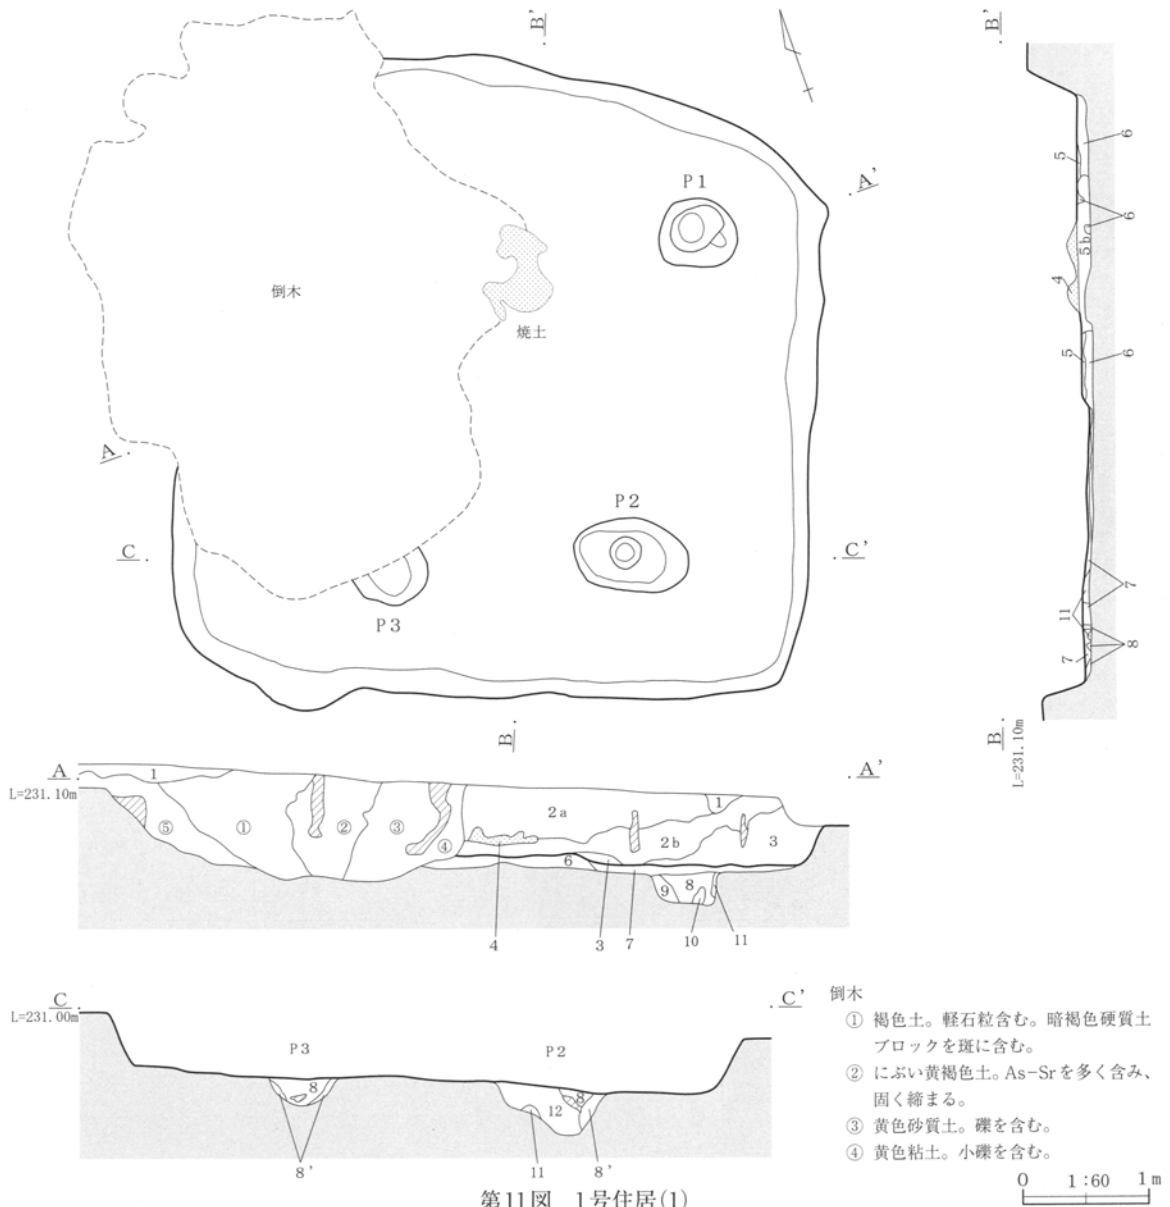 B'
A'
P1
倒木
焼土
A
P2
C
C'
P3
B
B'
6
5
6
5b
4
5
6
7
11
8
7
B
L=231.10m
A
A'
L=231.10m
1
⑤
①
②
③
④
2a
1
2b
3
6
9
8
4
3
7
10
11
C
C'
L=231.00m
P3
P2
8
8
12
8'
11
8'
倒木
① 褐色土。軽石粒含む。暗褐色硬質土
ブロックを斑に含む。
② にぶい黄褐色土。As-Srを多く含み、
固く締まる。
③ 黄色砂質土。礫を含む。
④ 黄色粘土。小礫を含む。
0 1:60 1m
第11図 1号住居(1)